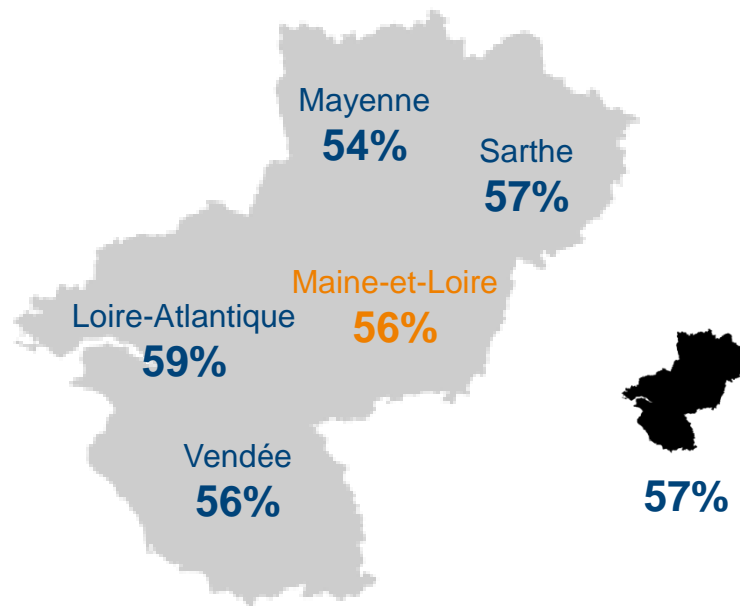 Mayenne
54%
Sarthe
57%
Maine-et-Loire
56%
Loire-Atlantique
59%
Vendée
56%
57%